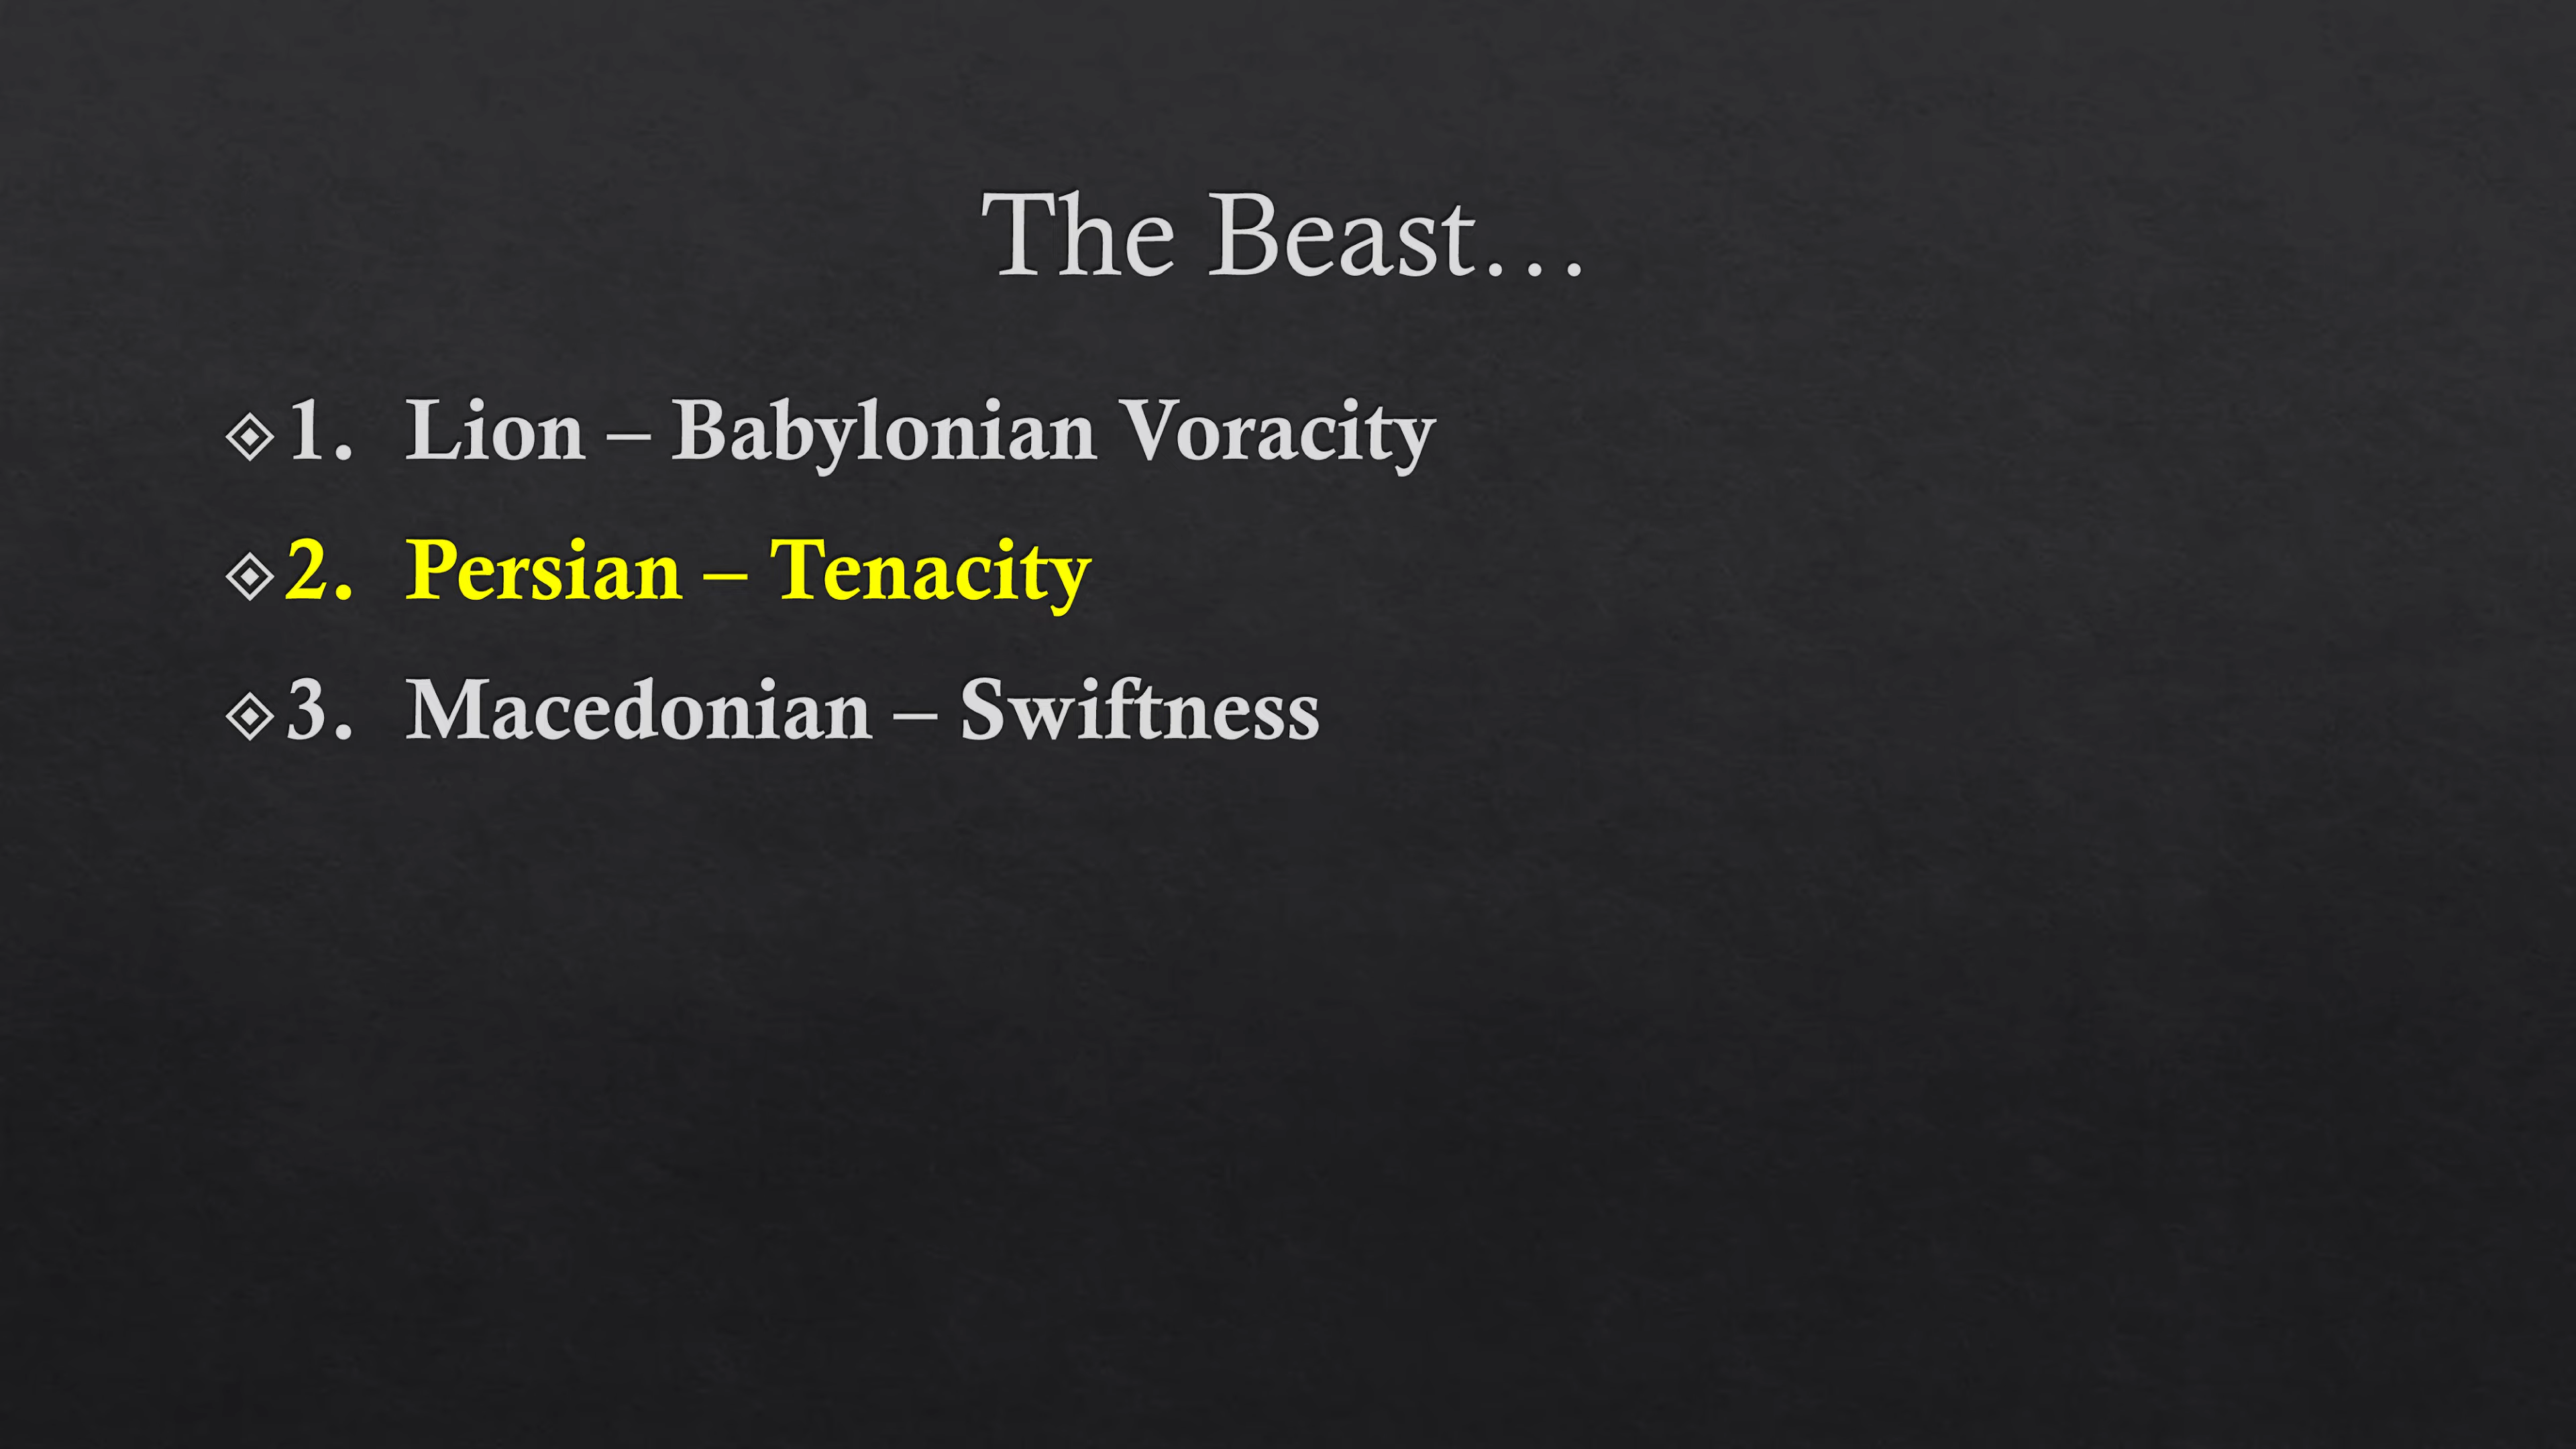 The Beast…
1. Lion – Babylonian Voracity
2. Persian – Tenacity
3. Macedonian – Swiftness